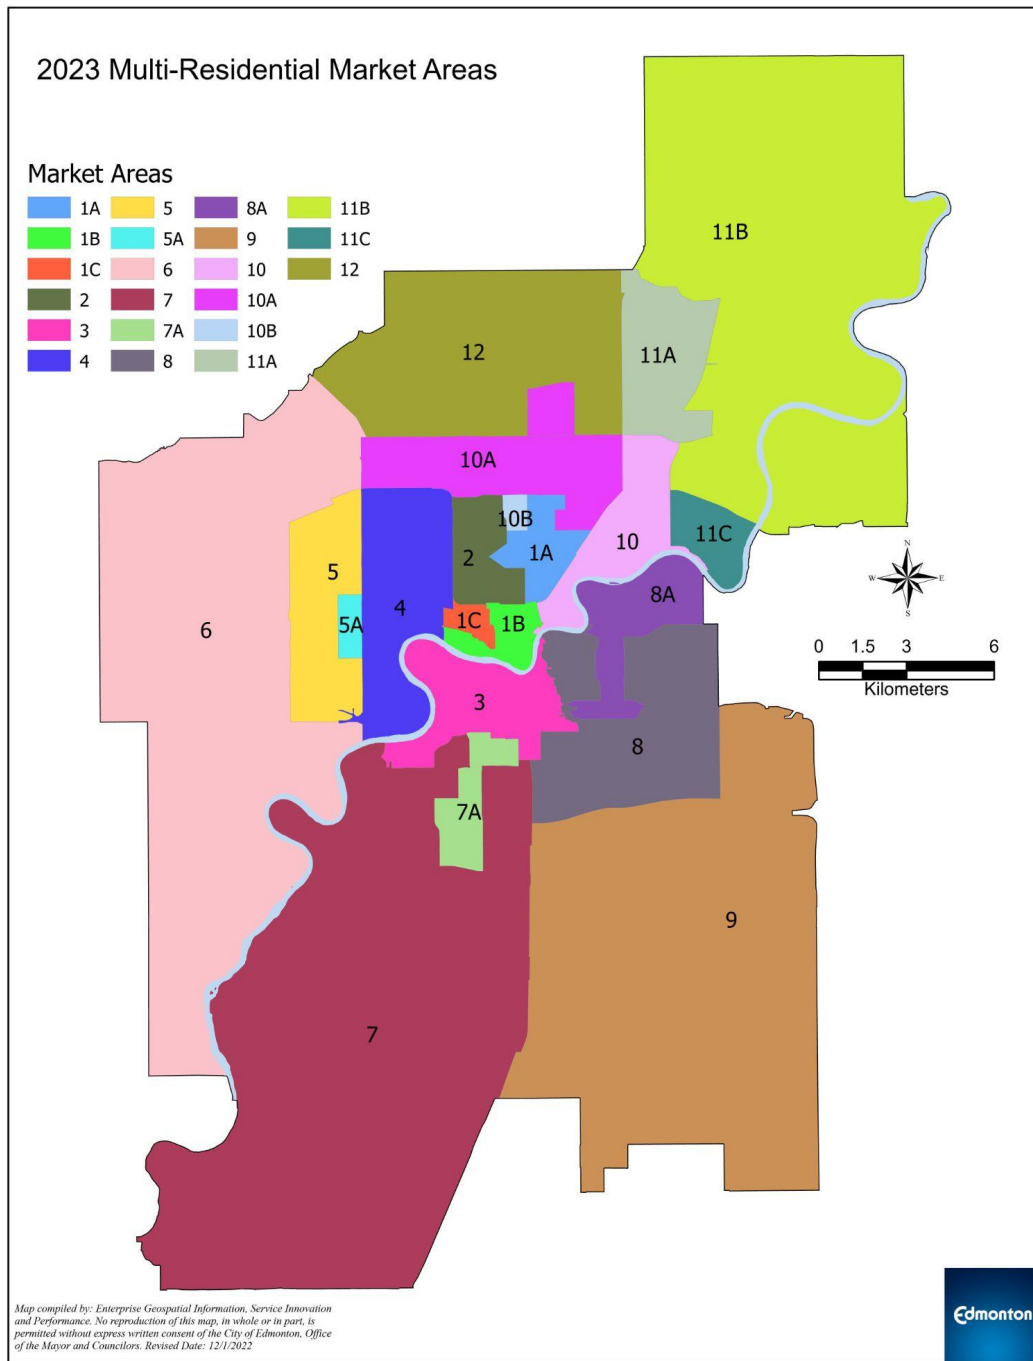 2023 Multi-Residential Market Areas
Market Areas
1A
1B
1C
2
3
4
5
5A
6
7
7A
8
8A
9
10
10A
10B
11A
11B
11C
12
11B
12
11A
10A
10B
1A
10
11C
2
5
4
5A
6
1C
1B
8A
3
8
7A
9
7
N
W
E
S
0 1.5 3 6
Kilometers
Map compiled by: Enterprise Geospatial Information, Service Innovation
and Performance. No reproduction of this map, in whole or in part, is
permitted without express written consent of the City of Edmonton, Office
of the Mayor and Councilors. Revised Date: 12/1/2022
Edmonton